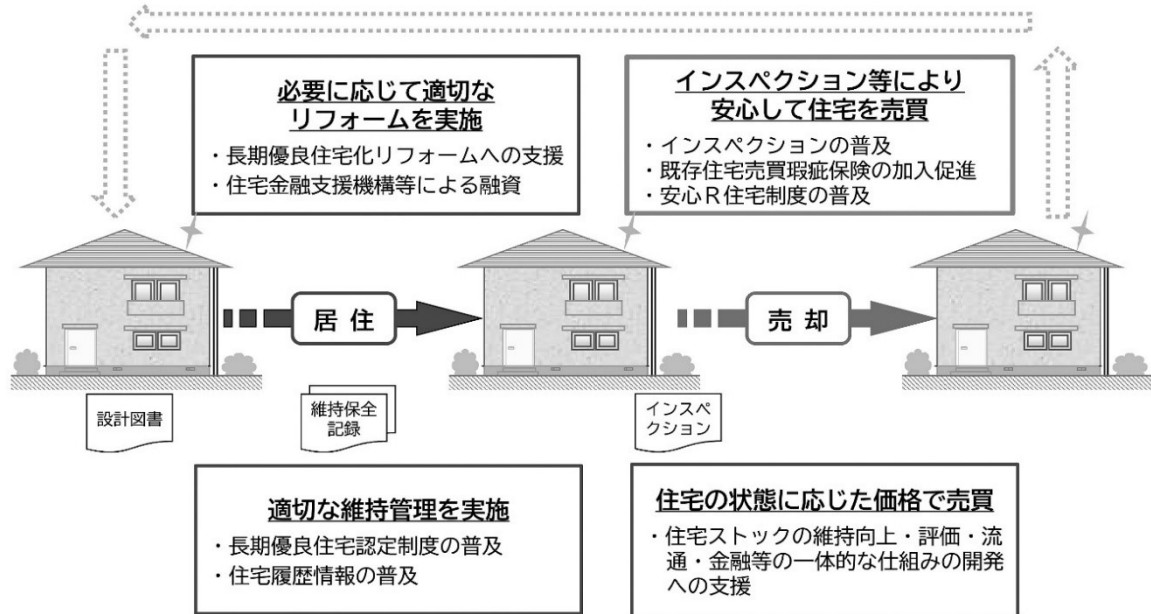 必要に応じて適切な
リフォームを実施
・長期優良住宅化リフォームへの支援
・住宅金融支援機構等による融資
インスペクション等により
安心して住宅を売買
・インスペクションの普及
・既存住宅売買瑕疵保険の加入促進
・安心R住宅制度の普及
居住
売却
設計図書
維持保全
記録
インスペ
クション
適切な維持管理を実施
・長期優良住宅認定制度の普及
・住宅履歴情報の普及
住宅の状態に応じた価格で売買
・住宅ストックの維持向上・評価・流
通・金融等の一体的な仕組みの開発
への支援